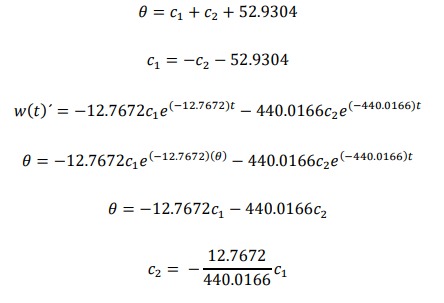 θ = c₁ + c₂ + 52.9304
c₁ = −c₂ − 52.9304
w(t)´ = −12.7672c₁e^(−12.7672)t − 440.0166c₂e^(−440.0166)t
θ = −12.7672c₁e^(−12.7672)(θ) − 440.0166c₂e^(−440.0166)t
θ = −12.7672c₁ − 440.0166c₂
c₂ = − 12.7672/440.0166 c₁